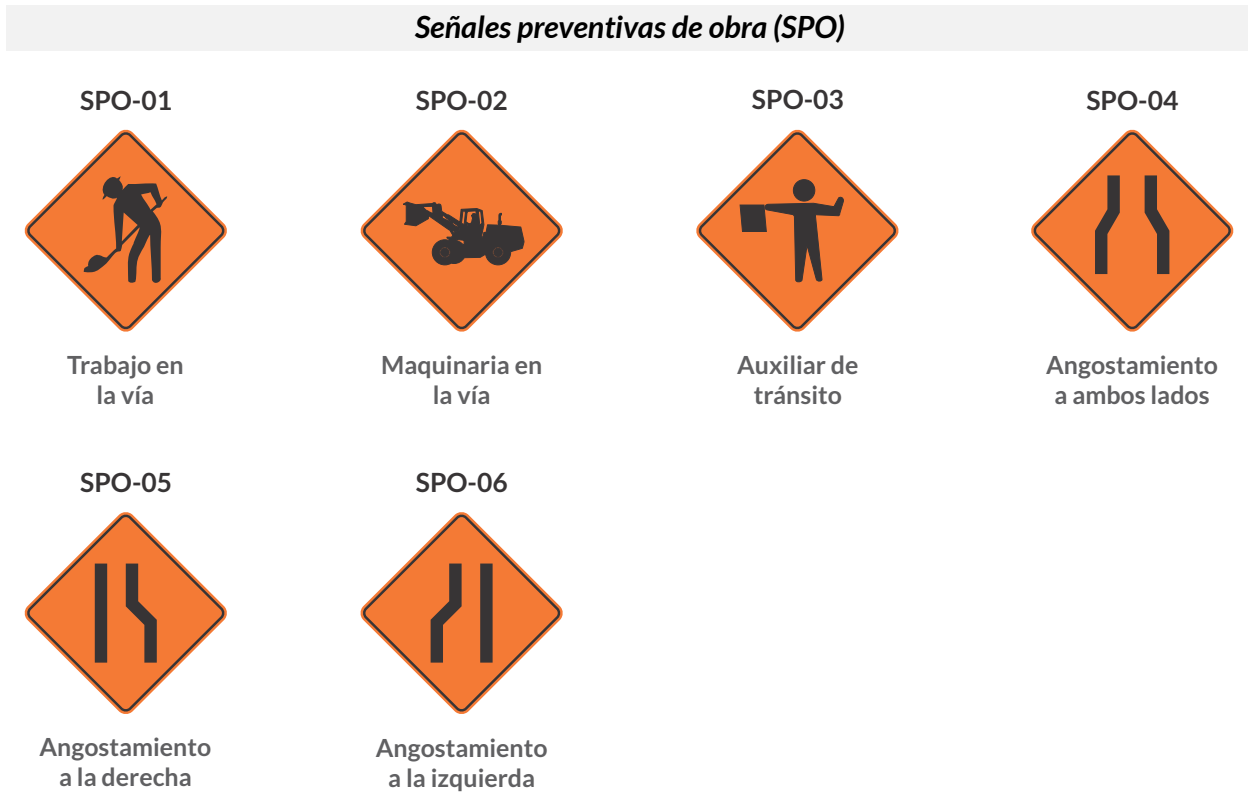 Señales preventivas de obra (SPO)
SPO-01
SPO-02
SPO-03
SPO-04
Trabajo en
la vía
Maquinaria en
la vía
Auxiliar de
tránsito
Angostamiento
a ambos lados
SPO-05
SPO-06
Angostamiento
a la derecha
Angostamiento
a la izquierda